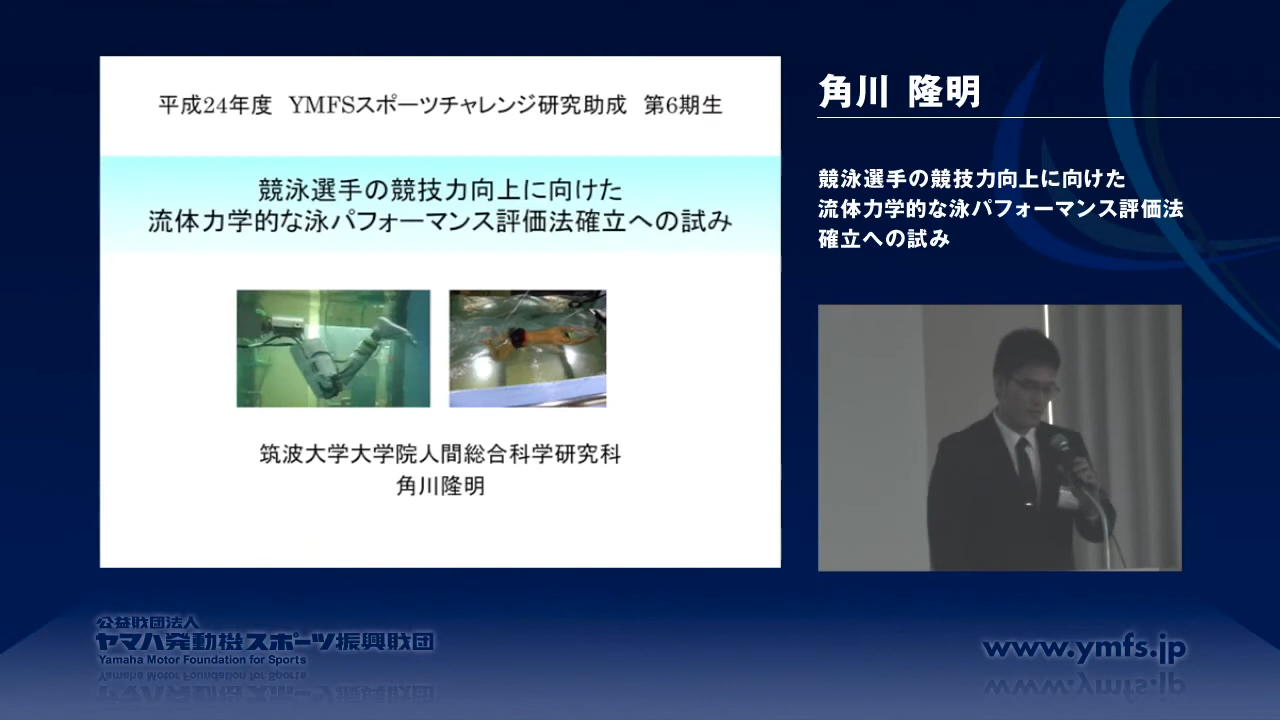 平成24年度 YMFSスポーツチャレンジ研究助成 第6期生
競泳選手の競技力向上に向けた
流体力学的な泳パフォーマンス評価法確立への試み
筑波大学大学院人間総合科学研究科
角川隆明
角川 隆明
競泳選手の競技力向上に向けた
流体力学的な泳パフォーマンス評価法
確立への試み
公益財団法人
ヤマハ発動機スポーツ振興財団
Yamaha Motor Foundation for Sports
www.ymfs.jp